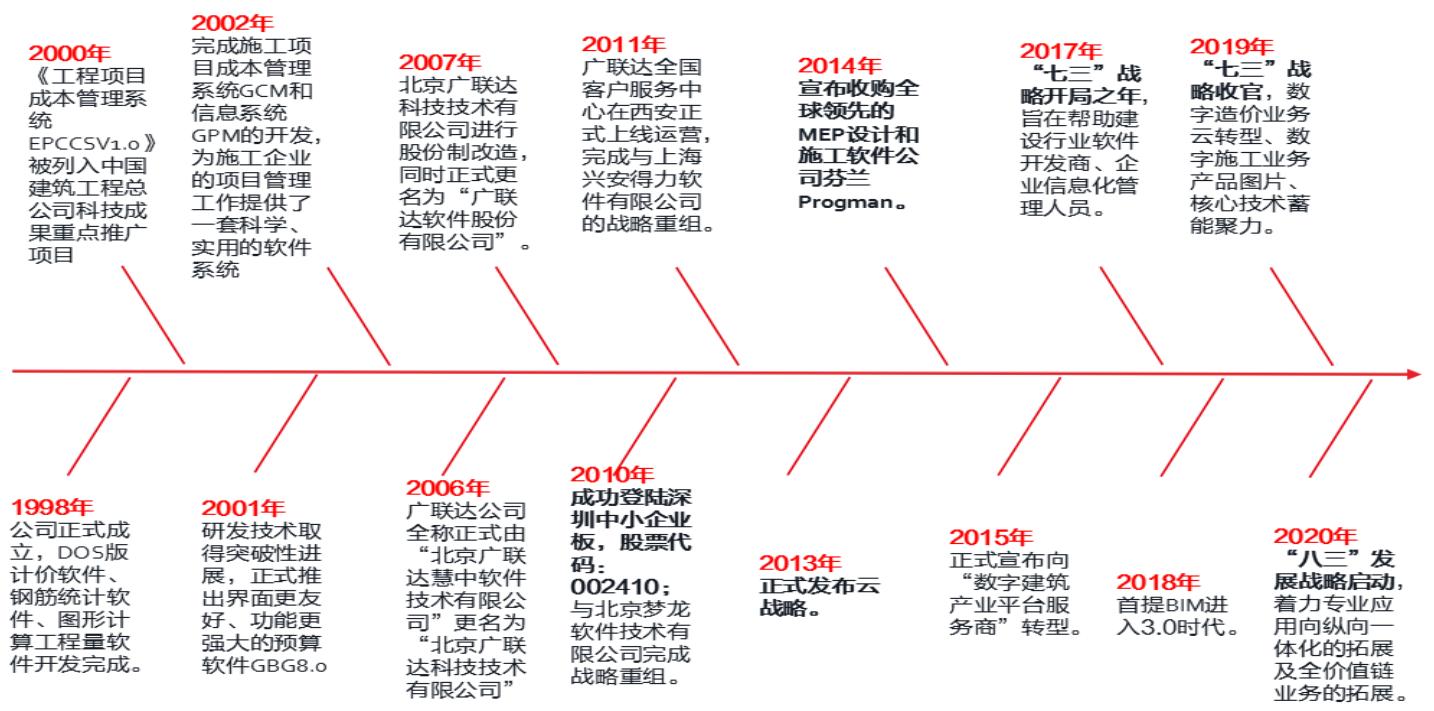 2000年
《工程项目
成本管理系
统
EPCCSV1.0》
被列入中国
建筑工程总
公司科技成
果重点推广
项目
2002年
完成施工项
目成本管理
系统GCM和
信息系统
GPM的开发，
为施工企业
的项目管理
工作提供了
一套科学、
实用的软件
系统
2007年
北京广联达
科技技术有
限公司进行
股份制改造，
同时正式更
名为“广联
达软件股份
有限公司”。
2011年
广联达全国
客户服务中
心在西安正
式上线运营，
完成与上海
兴安得力软
件有限公司
的战略重组。
2014年
宣布收购全
球领先的
MEP设计和
施工软件公
司芬兰
Progman。
2017年
“七三”战
略开局之年，
旨在帮助建
设行业软件
开发商、企
业信息化管
理人员。
2019年
“七三”战
略收官，数
字造价业务
云转型、数
字施工业务
产品图片、
核心技术蓄
能聚力。
1998年
公司正式成
立，DOS版
计价软件、
钢筋统计软
件、图形计
算工程量软
件开发完成。
2001年
研发技术取
得突破性进
展，正式推
出界面更友
好、功能更
强大的预算
软件GBG8.0
2006年
广联达公司
全称正式由
“北京广联
达慧中软件
技术有限公
司”更名为
“北京广联
达科技技术
有限公司”
2010年
成功登陆深
圳中小企业
板，股票代
码：
002410；
与北京梦龙
软件技术有
限公司完成
战略重组。
2013年
正式发布云
战略。
2015年
正式宣布向
“数字建筑
产业平台服
务商”转型。
2018年
首提BIM进
入3.0时代。
2020年
“八三”发
展战略启动，
着力专业应
用向纵向一
体化的拓展
及全价值链
业务的拓展。